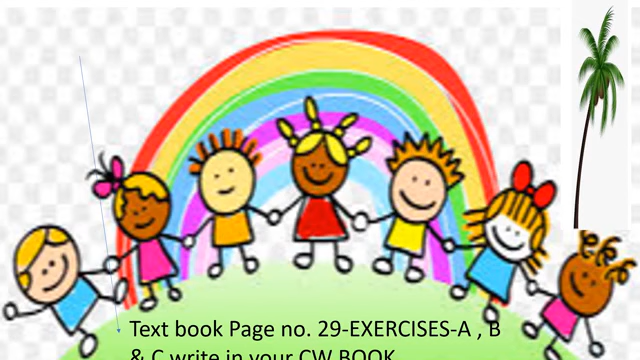 Text book Page no. 29-EXERCISES-A , B
& C write in your CW BOOK